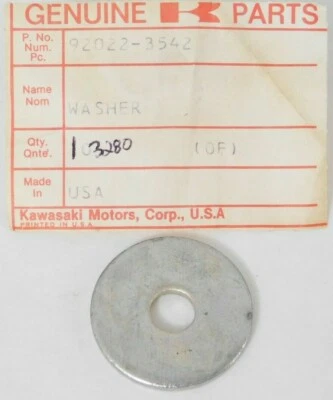 GENUINE K PARTS
P. No.
Num.
Pc.
92022-3542
Name
Nom
WASHER
Qty.
Qnte'.
1 3280 (OE)
Made
In
USA
Kawasaki Motors, Corp., U.S.A
PRINTED IN U.S.A.